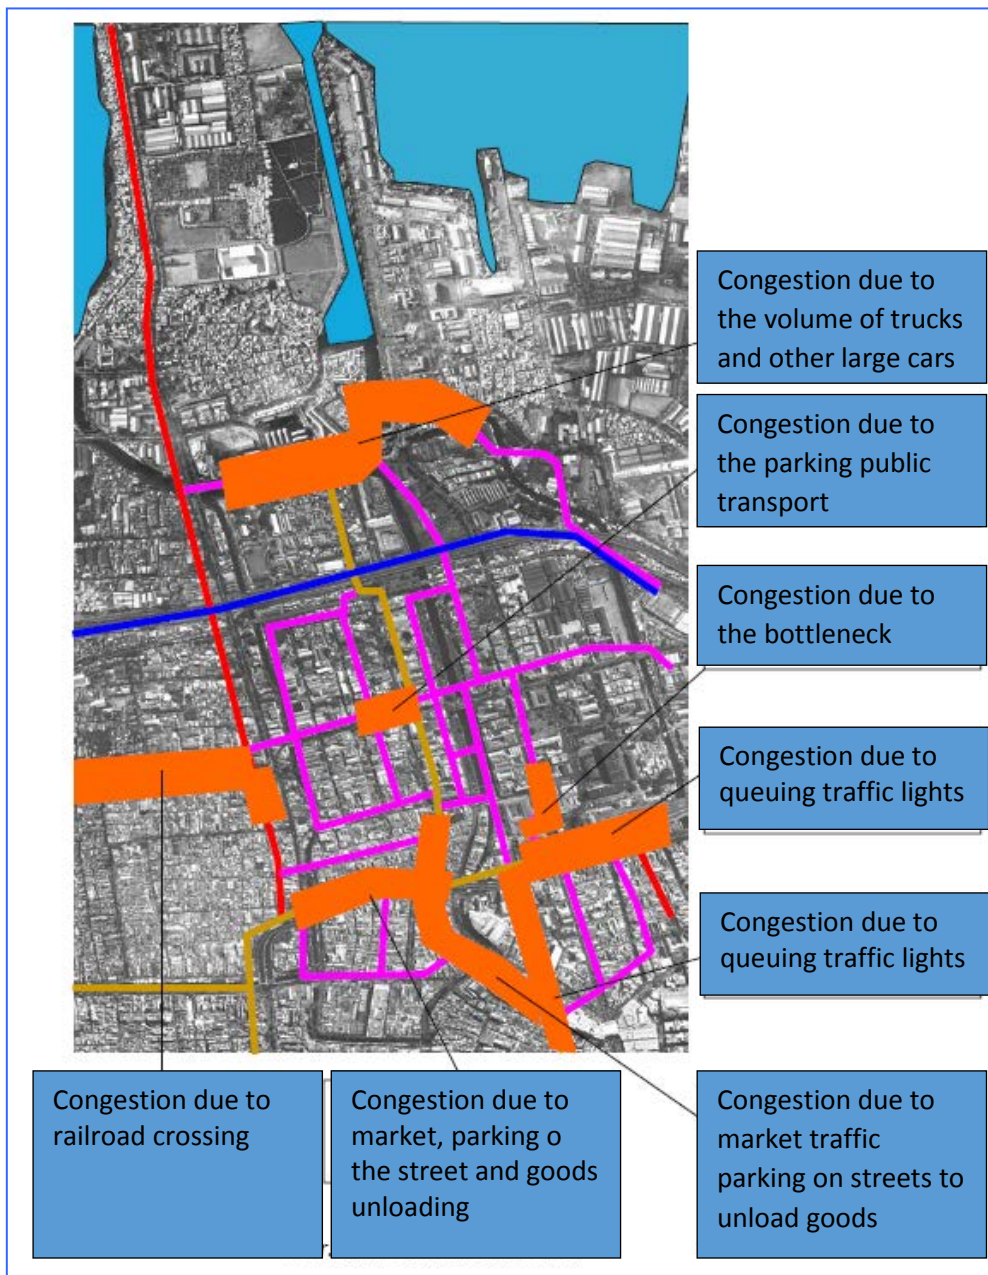 Congestion due to
the volume of trucks
and other large cars
Congestion due to
the parking public
transport
Congestion due to
the bottleneck
Congestion due to
queuing traffic lights
Congestion due to
queuing traffic lights
Congestion due to
railroad crossing
Congestion due to
market, parking o
the street and goods
unloading
Congestion due to
market traffic
parking on streets to
unload goods